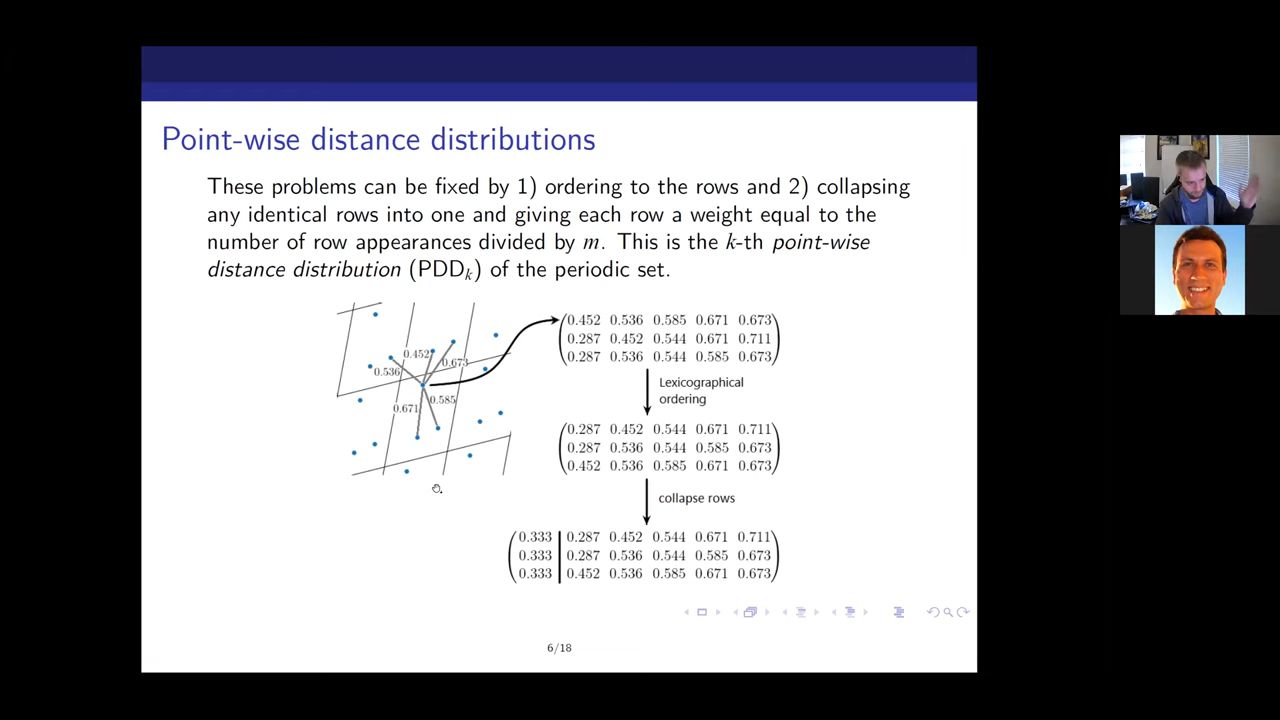 Point-wise distance distributions
These problems can be fixed by 1) ordering to the rows and 2) collapsing
any identical rows into one and giving each row a weight equal to the
number of row appearances divided by m. This is the k-th point-wise
distance distribution (PDDₖ) of the periodic set.
0.452
0.673
0.536
0.585
0.671
0.452 0.536 0.585 0.671 0.673
0.287 0.452 0.544 0.671 0.711
0.287 0.536 0.544 0.585 0.673
Lexicographical
ordering
0.287 0.452 0.544 0.671 0.711
0.287 0.536 0.544 0.585 0.673
0.452 0.536 0.585 0.671 0.673
collapse rows
0.333 0.287 0.452 0.544 0.671 0.711
0.333 0.287 0.536 0.544 0.585 0.673
0.333 0.452 0.536 0.585 0.671 0.673
6/18